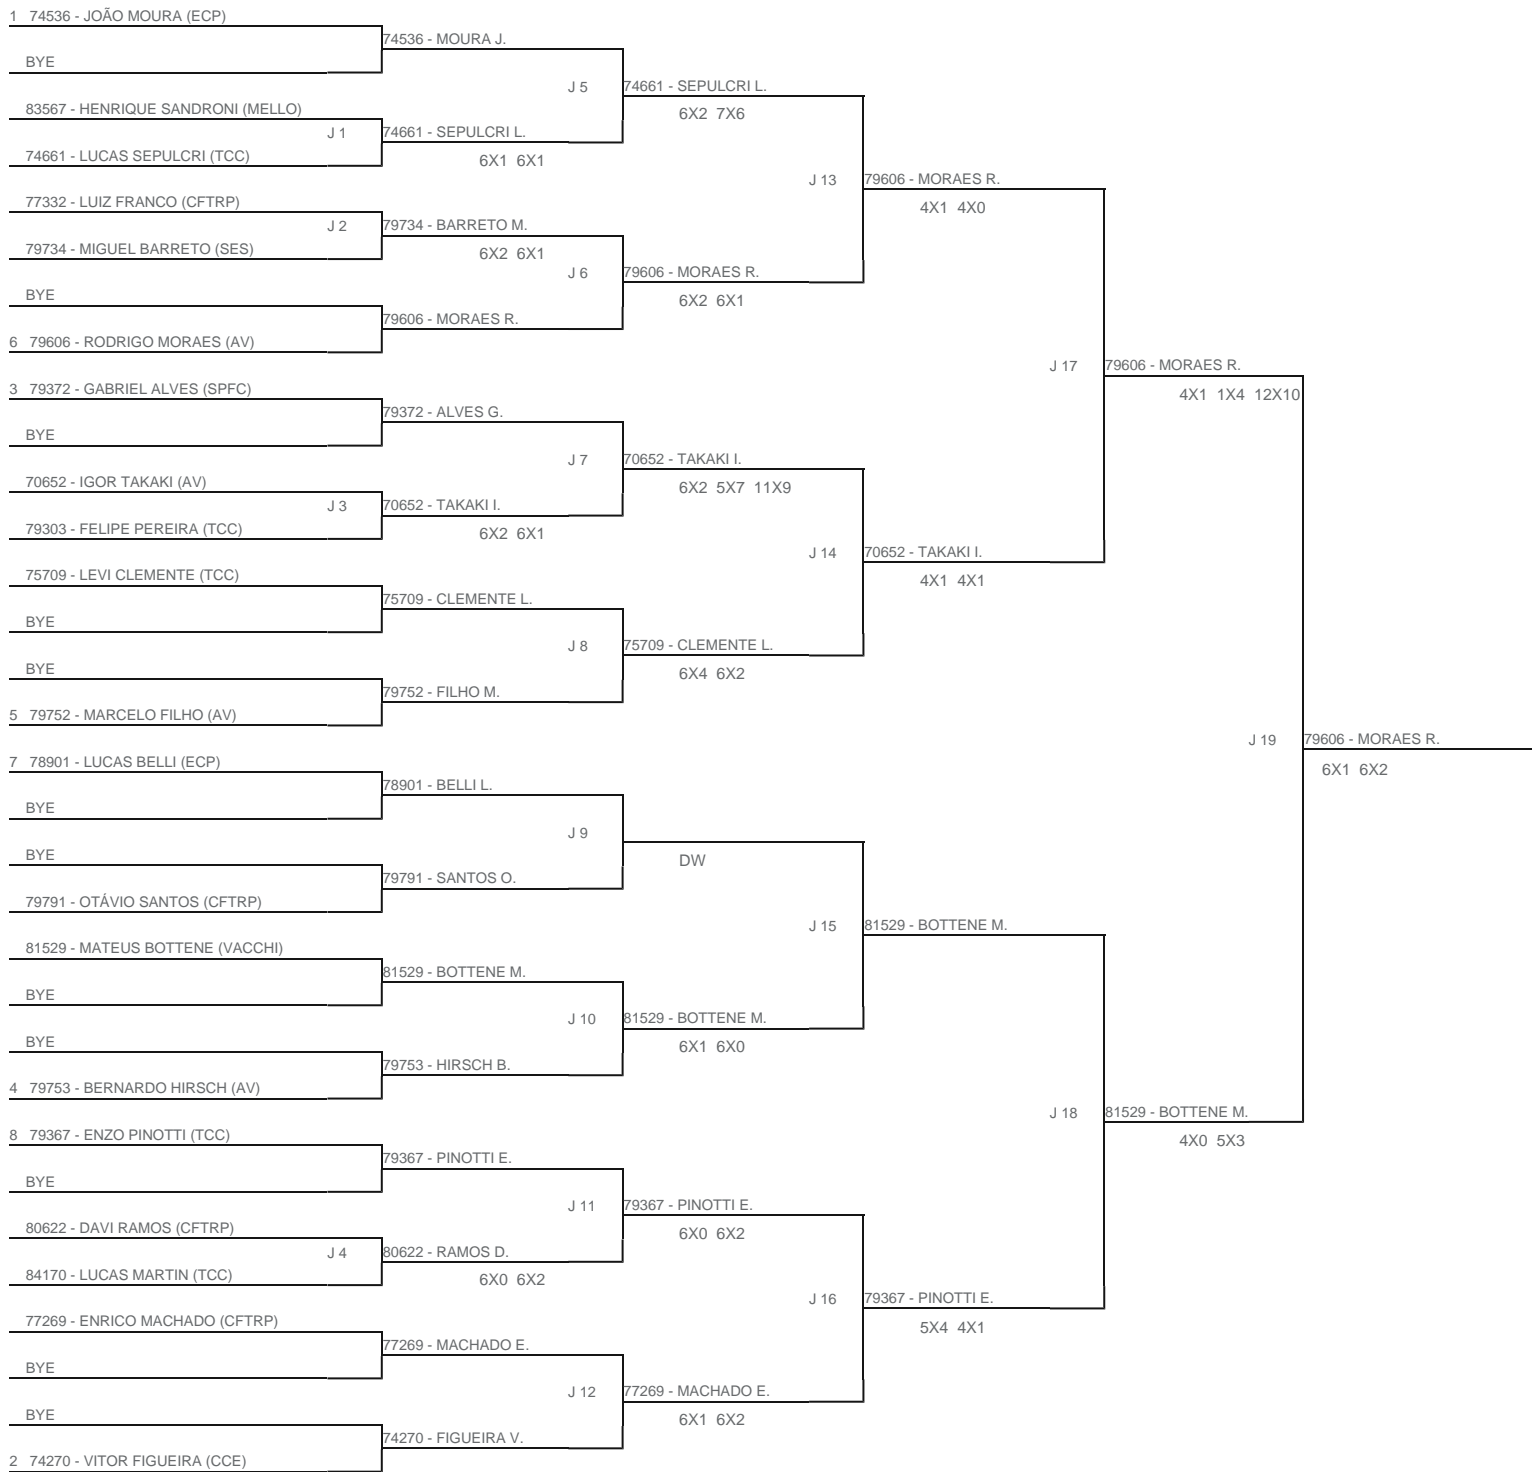 1 74536 - JOÃO MOURA (ECP)
74536 - MOURA J.
BYE
J 5
74661 - SEPULCRI L.
6X2 7X6
83567 - HENRIQUE SANDRONI (MELLO)
J 1
74661 - SEPULCRI L.
6X1 6X1
74661 - LUCAS SEPULCRI (TCC)
J 13
79606 - MORAES R.
4X1 4X0
77332 - LUIZ FRANCO (CFTRP)
J 2
79734 - BARRETO M.
6X2 6X1
79734 - MIGUEL BARRETO (SES)
J 6
79606 - MORAES R.
6X2 6X1
BYE
79606 - MORAES R.
6 79606 - RODRIGO MORAES (AV)
J 17
79606 - MORAES R.
4X1 1X4 12X10
3 79372 - GABRIEL ALVES (SPFC)
79372 - ALVES G.
BYE
J 7
70652 - TAKAKI I.
6X2 5X7 11X9
70652 - IGOR TAKAKI (AV)
J 3
70652 - TAKAKI I.
6X2 6X1
79303 - FELIPE PEREIRA (TCC)
J 14
70652 - TAKAKI I.
4X1 4X1
75709 - LEVI CLEMENTE (TCC)
75709 - CLEMENTE L.
BYE
J 8
75709 - CLEMENTE L.
6X4 6X2
BYE
79752 - FILHO M.
5 79752 - MARCELO FILHO (AV)
J 19
79606 - MORAES R.
6X1 6X2
7 78901 - LUCAS BELLI (ECP)
78901 - BELLI L.
BYE
J 9
DW
BYE
79791 - SANTOS O.
79791 - OTÁVIO SANTOS (CFTRP)
J 15
81529 - BOTTENE M.
81529 - MATEUS BOTTENE (VACCHI)
81529 - BOTTENE M.
BYE
J 10
81529 - BOTTENE M.
6X1 6X0
BYE
79753 - HIRSCH B.
4 79753 - BERNARDO HIRSCH (AV)
J 18
81529 - BOTTENE M.
4X0 5X3
8 79367 - ENZO PINOTTI (TCC)
79367 - PINOTTI E.
BYE
J 11
79367 - PINOTTI E.
6X0 6X2
80622 - DAVI RAMOS (CFTRP)
J 4
80622 - RAMOS D.
6X0 6X2
84170 - LUCAS MARTIN (TCC)
J 16
79367 - PINOTTI E.
5X4 4X1
77269 - ENRICO MACHADO (CFTRP)
77269 - MACHADO E.
BYE
J 12
77269 - MACHADO E.
6X1 6X2
BYE
74270 - FIGUEIRA V.
2 74270 - VITOR FIGUEIRA (CCE)